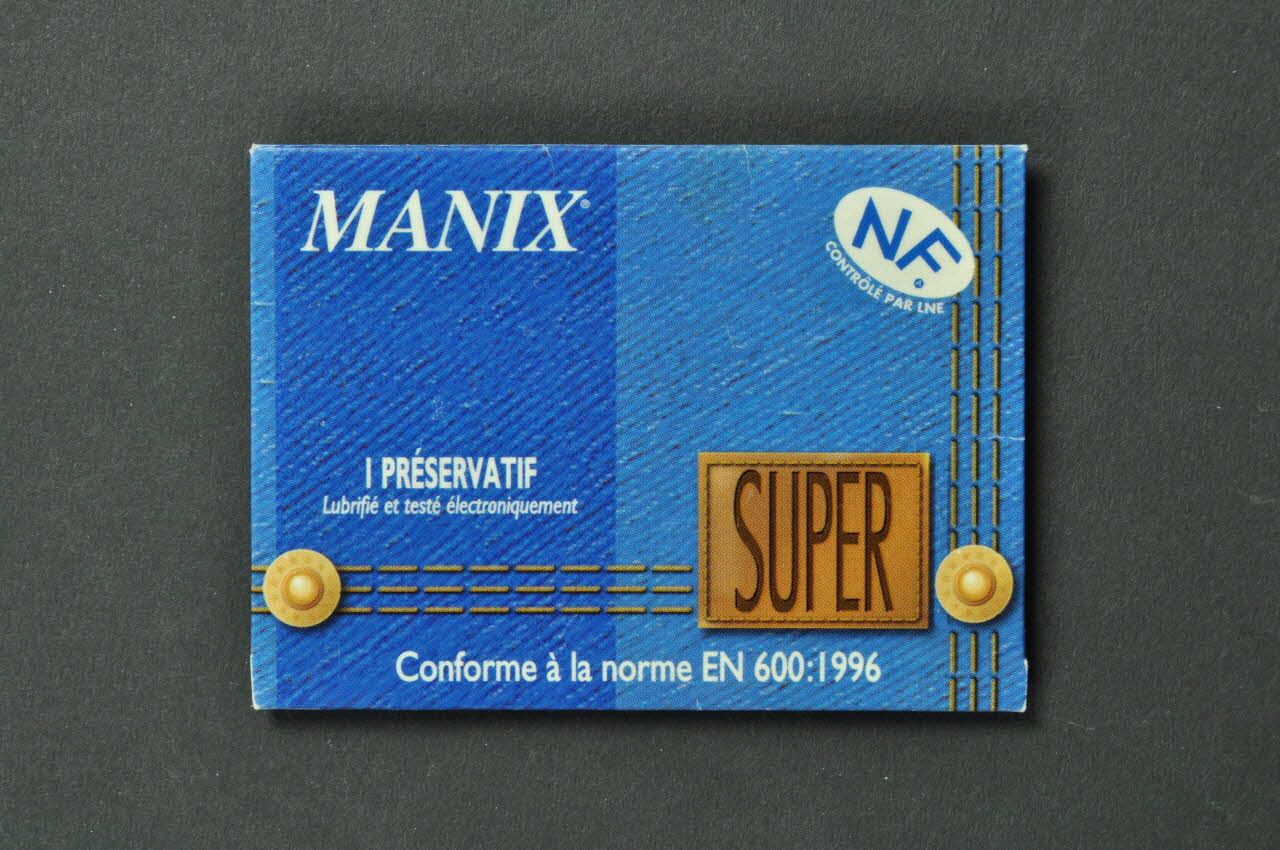 MANIX®
NF
CONTRÔLÉ PAR LNE
1 PRÉSERVATIF
Lubrifié et testé électroniquement
SUPER
Conforme à la norme EN 600:1996